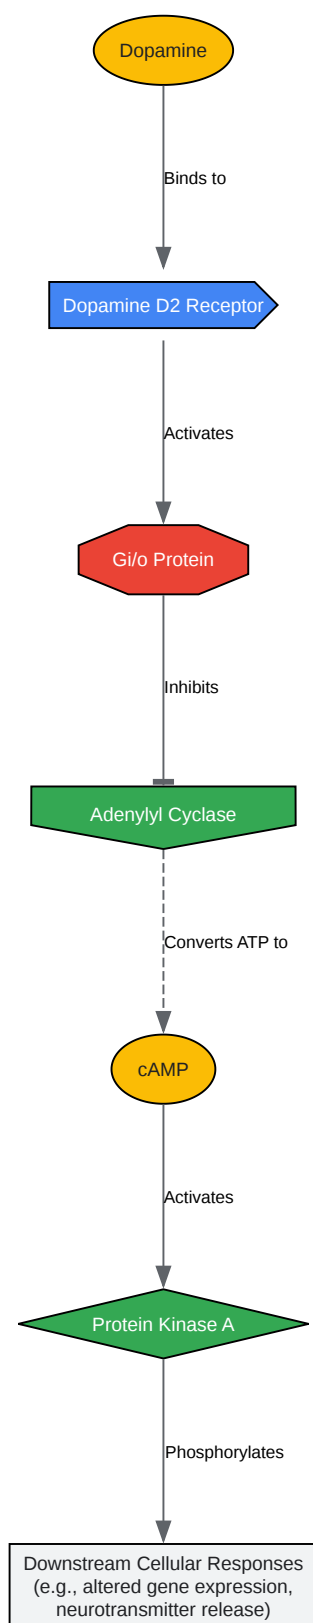 Dopamine
Binds to
Dopamine D2 Receptor
Activates
Gi/o Protein
Inhibits
Adenylyl Cyclase
Converts ATP to
cAMP
Activates
Protein Kinase A
Phosphorylates
Downstream Cellular Responses
(e.g., altered gene expression,
neurotransmitter release)